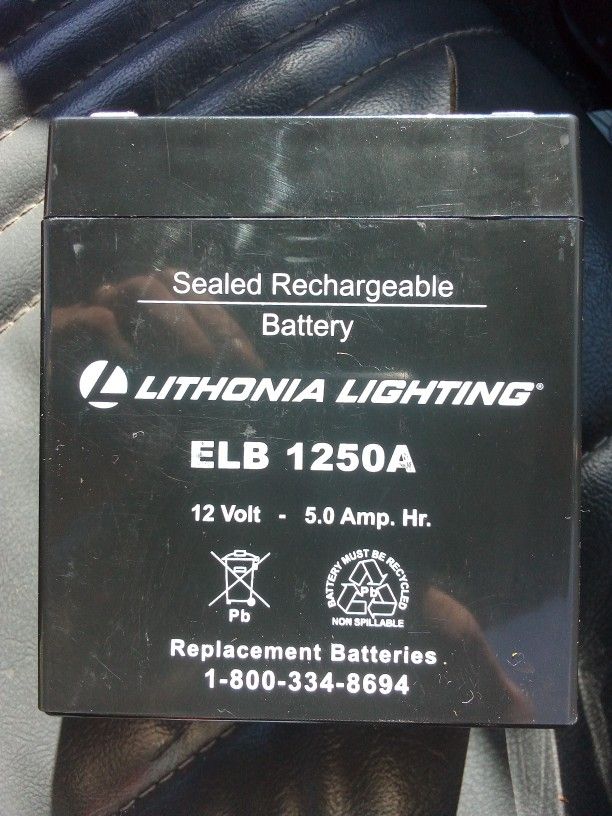 Sealed Rechargeable
Battery
LITHONIA LIGHTING®
ELB 1250A
12 Volt - 5.0 Amp. Hr.
Pb
BATTERY MUST BE RECYCLED
Pb
NON SPILLABLE
Replacement Batteries
1-800-334-8694